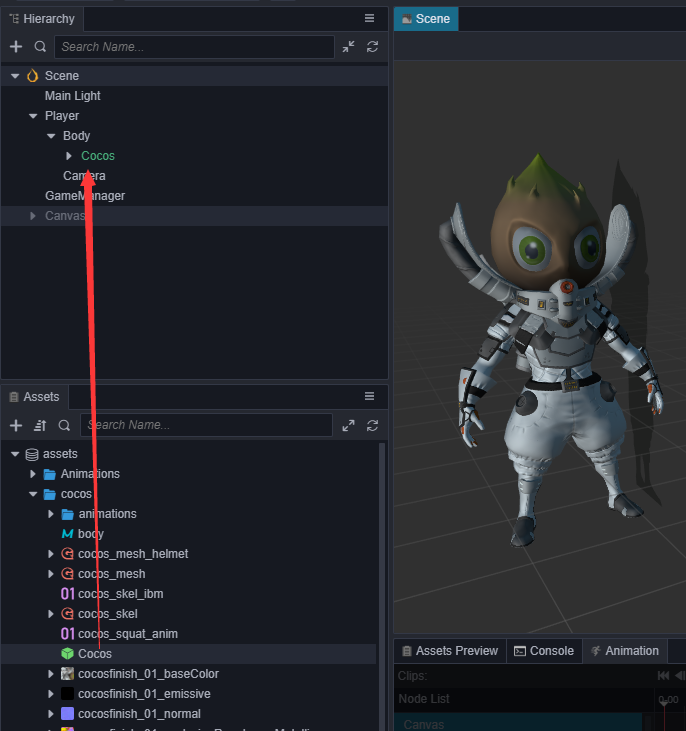 Hierarchy
Search Name...
Scene
Main Light
Player
Body
Cocos
Camera
GameManager
Canvas
Assets
Search Name...
assets
Animations
cocos
animations
body
cocos_mesh_helmet
cocos_mesh
cocos_skel_ibm
cocos_skel
cocos_squat_anim
Cocos
cocosfinish_01_baseColor
cocosfinish_01_emissive
cocosfinish_01_normal
Scene
Assets Preview
Console
Animation
Clips:
Node List
0.00
Canvas